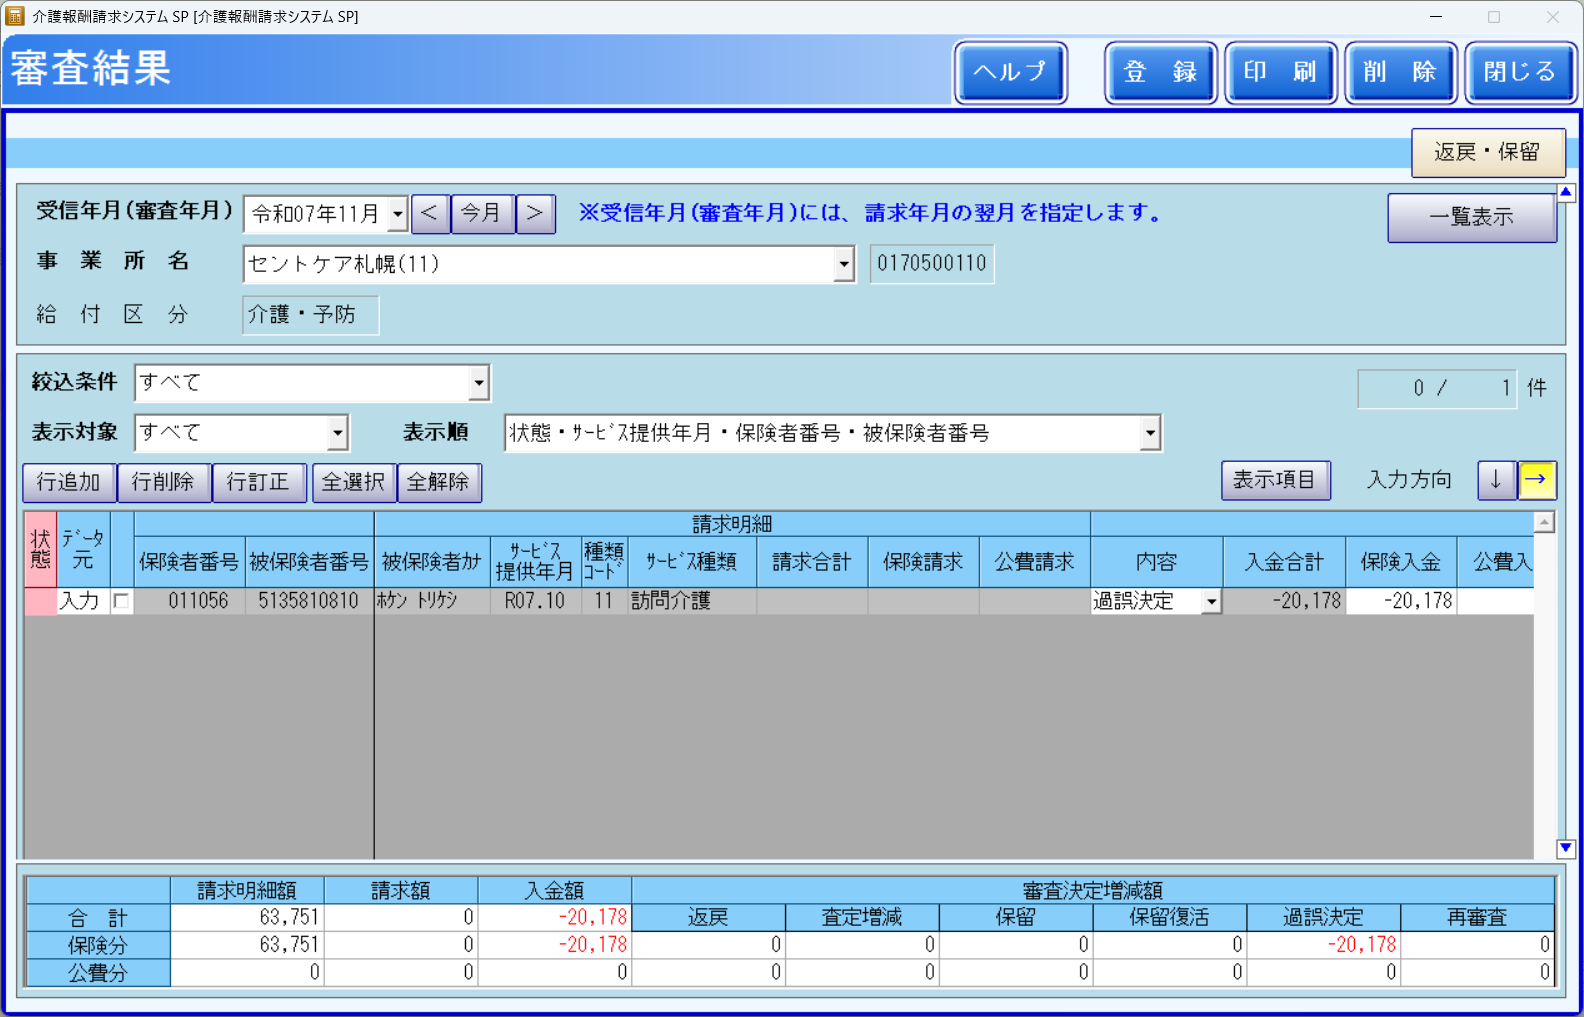 介護報酬請求システム SP [介護報酬請求システム SP]
審査結果
ヘルプ
登　録
印　刷
削　除
閉じる
返戻・保留
受信年月(審査年月)
令和07年11月
<
今月
>
※受信年月(審査年月)には、請求年月の翌月を指定します。
一覧表示
事　業　所　名
セントケア札幌(11)
0170500110
給　付　区　分
介護・予防
絞込条件
すべて
0 / 1 件
表示対象
すべて
表示順
状態・ｻｰﾋﾞｽ提供年月・保険者番号・被保険者番号
行追加 行削除 行訂正 全選択 全解除
表示項目
入力方向
↓ →
請求明細
状態 ﾃﾞｰﾀ元 保険者番号 被保険者番号 被保険者ｶﾅ ｻｰﾋﾞｽ提供年月 種類ｺｰﾄﾞ ｻｰﾋﾞｽ種類 請求合計 保険請求 公費請求 内容 入金合計 保険入金 公費入
入力 011056 5135810810 ﾎｹﾝ ﾄﾘｹｼ R07.10 11 訪問介護 過誤決定 -20,178 -20,178
請求明細額 請求額 入金額 審査決定増減額
合　計 63,751 0 -20,178 返戻 査定増減 保留 保留復活 過誤決定 再審査
保険分 63,751 0 -20,178 0 0 0 0 -20,178 0
公費分 0 0 0 0 0 0 0 0 0